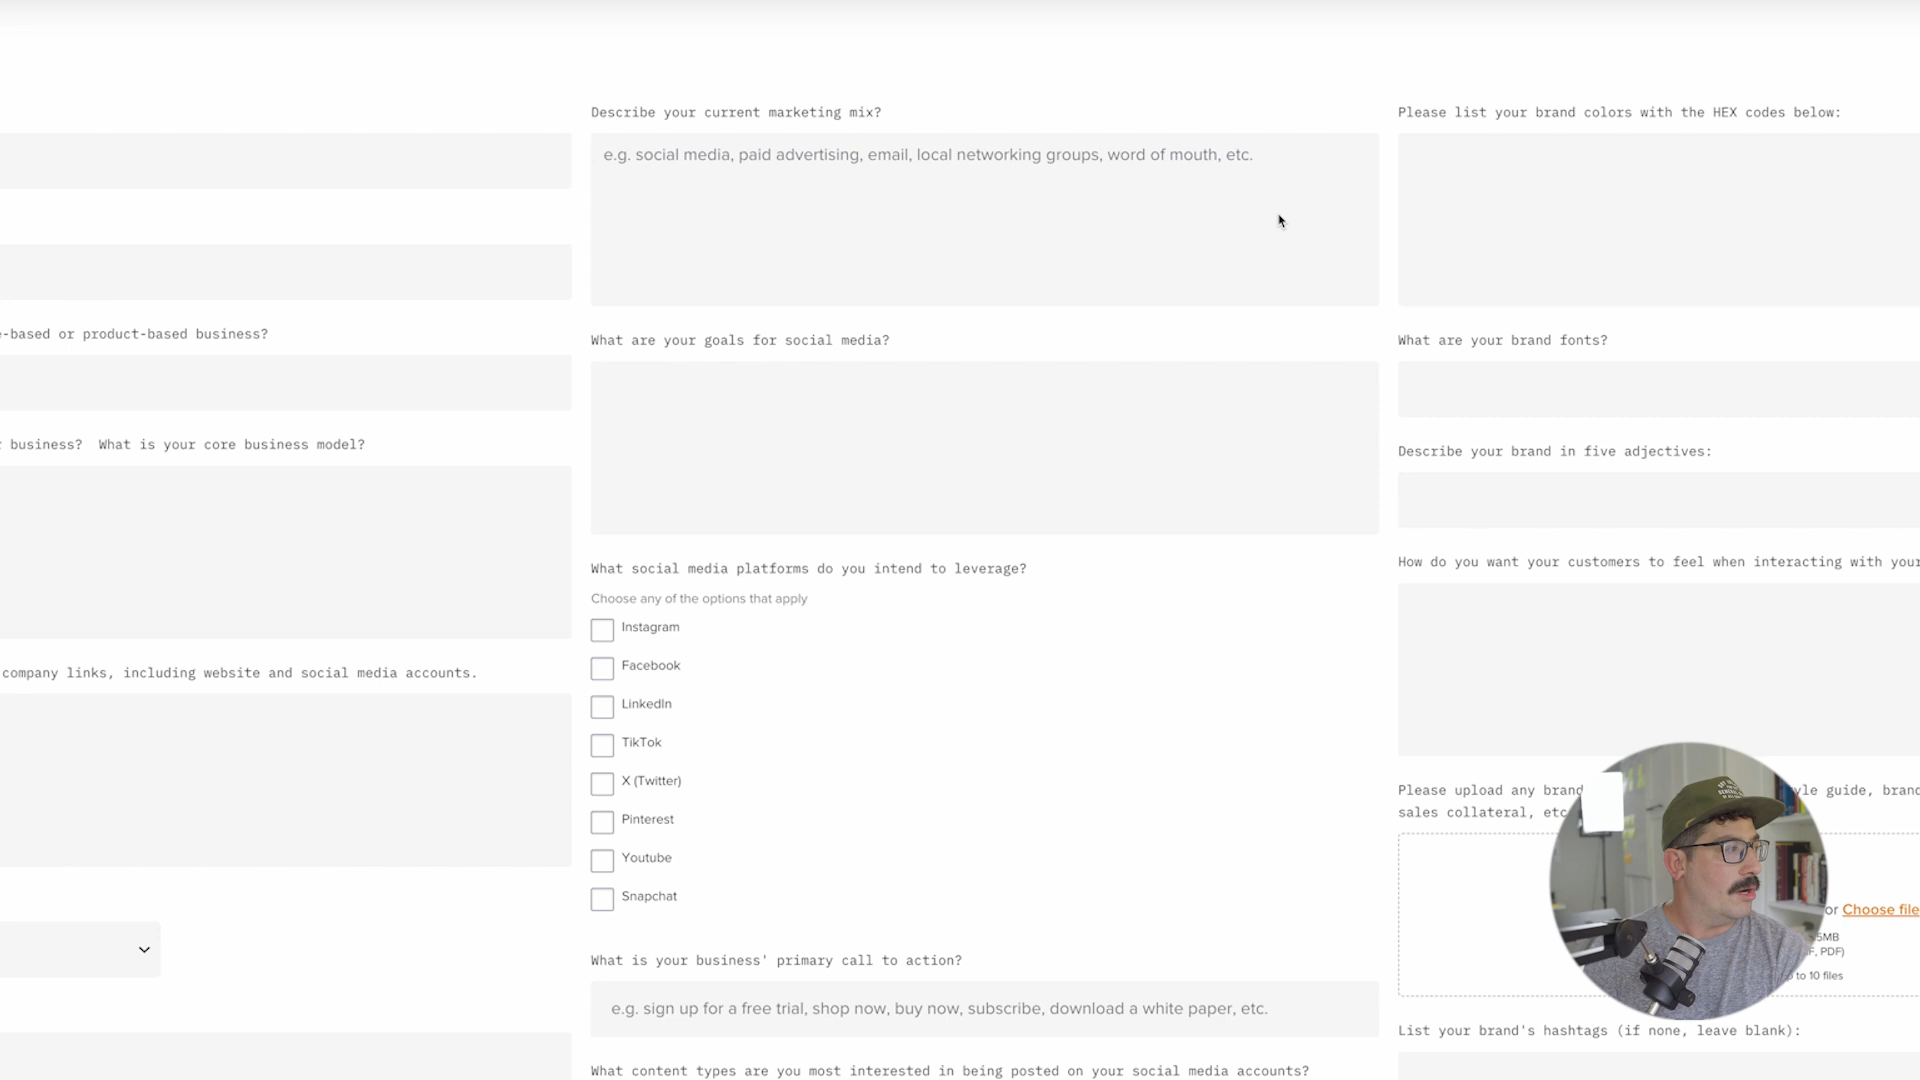 -based or product-based business?
business?  What is your core business model?
company links, including website and social media accounts.
Describe your current marketing mix?
e.g. social media, paid advertising, email, local networking groups, word of mouth, etc.
What are your goals for social media?
What social media platforms do you intend to leverage?
Choose any of the options that apply
Instagram
Facebook
LinkedIn
TikTok
X (Twitter)
Pinterest
Youtube
Snapchat
What is your business' primary call to action?
e.g. sign up for a free trial, shop now, buy now, subscribe, download a white paper, etc.
What content types are you most interested in being posted on your social media accounts?
Please list your brand colors with the HEX codes below:
What are your brand fonts?
Describe your brand in five adjectives:
How do you want your customers to feel when interacting with your
Please upload any brand yle guide, brand
sales collateral, etc
or Choose file
5MB
F, PDF)
to 10 files
List your brand's hashtags (if none, leave blank):